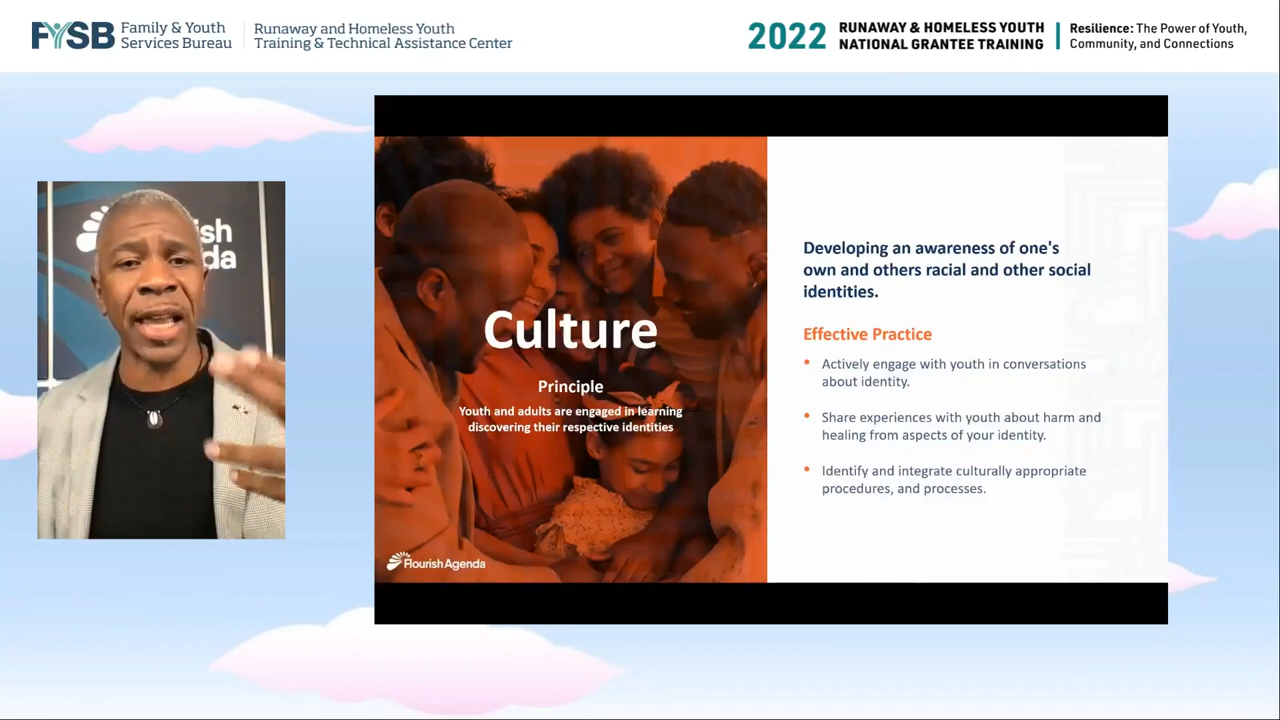 FYSB
Family & Youth
Services Bureau
Runaway and Homeless Youth
Training & Technical Assistance Center
2022
RUNAWAY & HOMELESS YOUTH
NATIONAL GRANTEE TRAINING
Resilience: The Power of Youth,
Community, and Connections
ish
da
Culture
Principle
Youth and adults are engaged in learning
discovering their respective identities
Flourish Agenda
Developing an awareness of one's
own and others racial and other social
identities.
Effective Practice
• Actively engage with youth in conversations
about identity.
• Share experiences with youth about harm and
healing from aspects of your identity.
• Identify and integrate culturally appropriate
procedures, and processes.